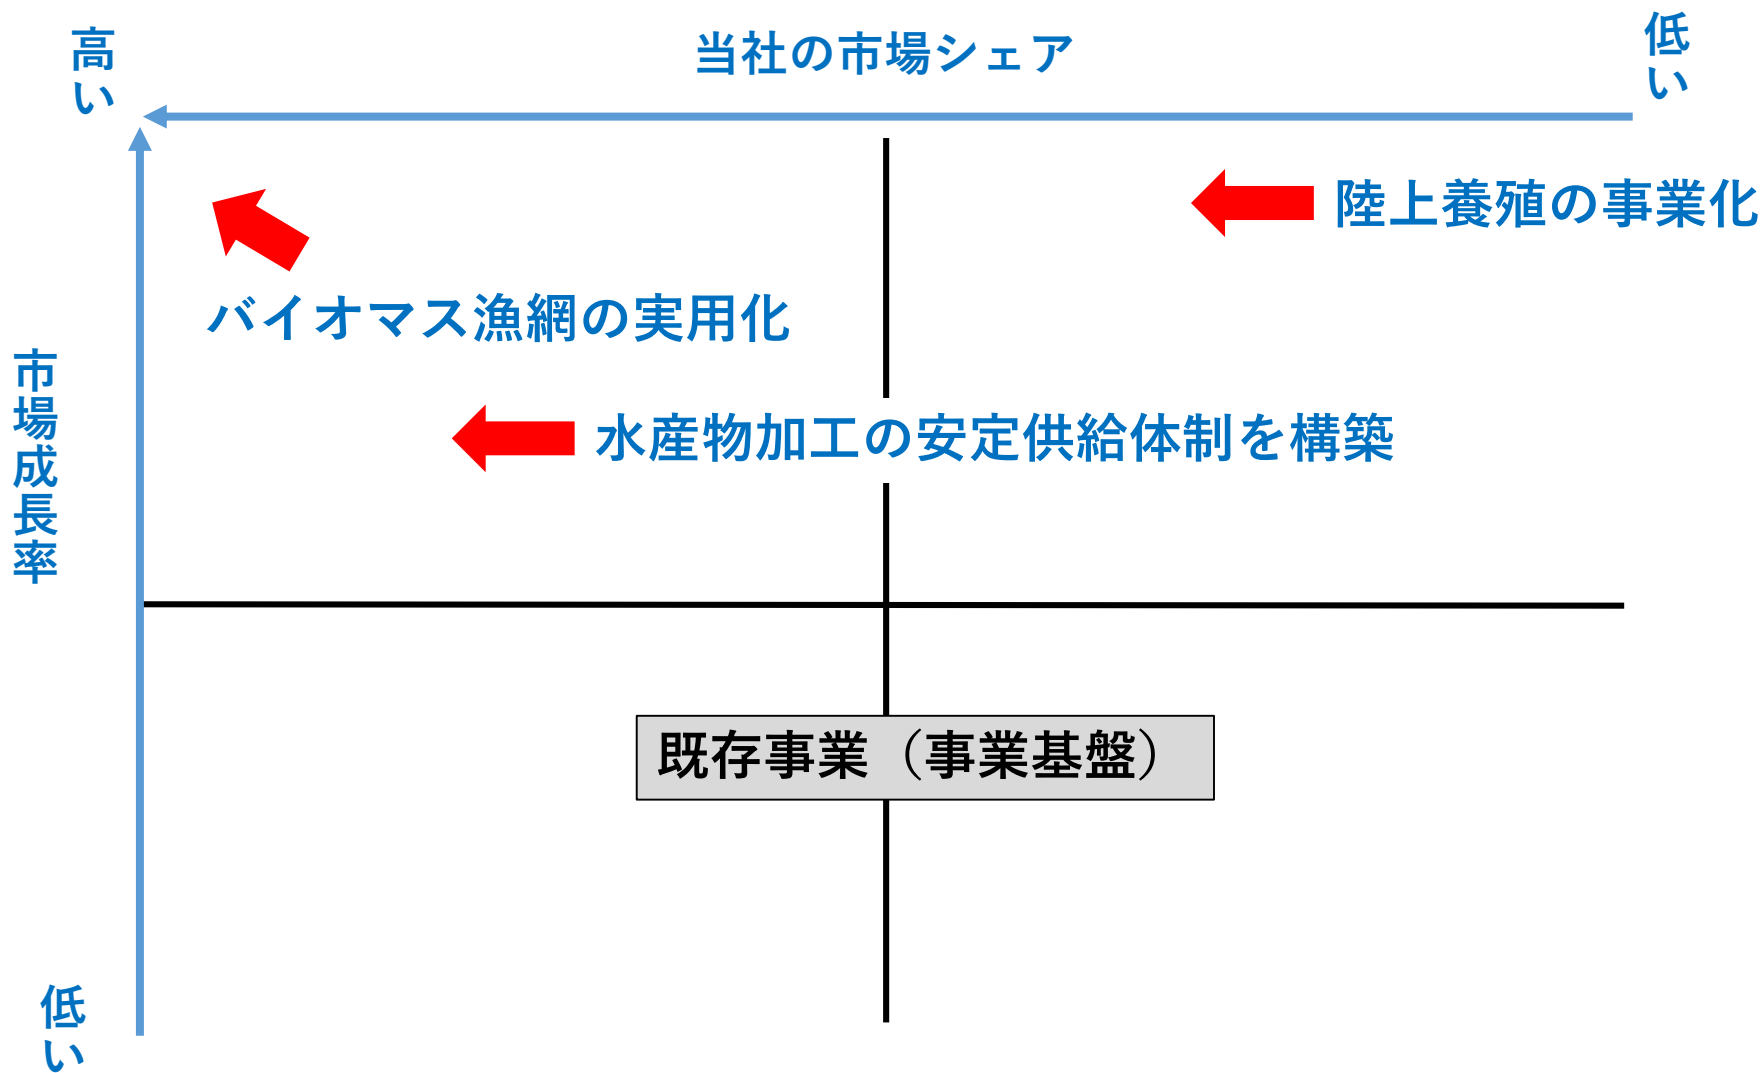 高い
当社の市場シェア
低い
陸上養殖の事業化
バイオマス漁網の実用化
市場成長率
水産物加工の安定供給体制を構築
既存事業（事業基盤）
低い